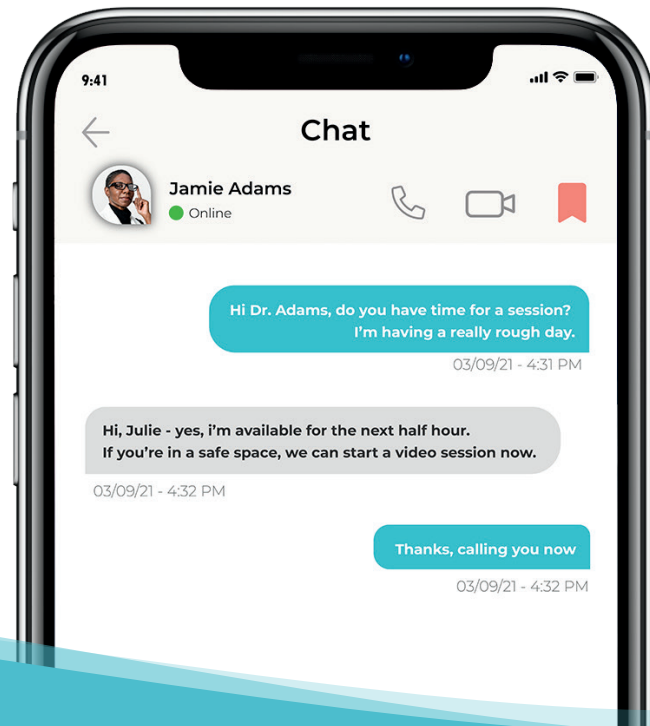 9:41
Chat
Jamie Adams
Online
Hi Dr. Adams, do you have time for a session?
I'm having a really rough day.
03/09/21 - 4:31 PM
Hi, Julie - yes, i'm available for the next half hour.
If you're in a safe space, we can start a video session now.
03/09/21 - 4:32 PM
Thanks, calling you now
03/09/21 - 4:32 PM